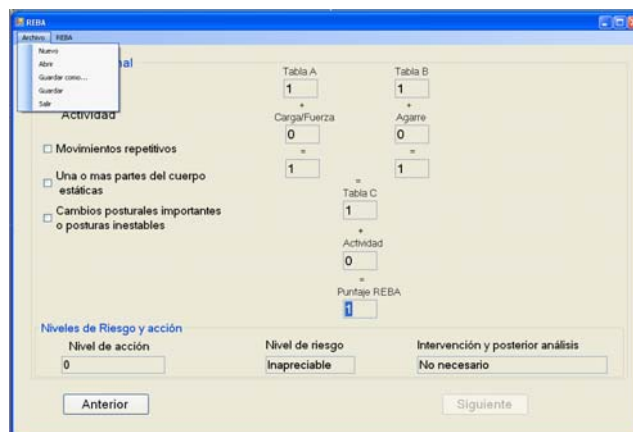 REBA
Archivo REBA
Nuevo
Abrir
Guardar como...
Guardar
Salir
nal
Actividad
Movimientos repetitivos
Una o mas partes del cuerpo
estáticas
Cambios posturales importantes
o posturas inestables
Tabla A
1
+
Carga/Fuerza
0
=
1
Tabla B
1
+
Agarre
0
=
1
=
Tabla C
1
+
Actividad
0
=
Puntaje REBA
1
Niveles de Riesgo y acción
Nivel de acción
0
Nivel de riesgo
Inapreciable
Intervención y posterior análisis
No necesario
Anterior
Siguiente